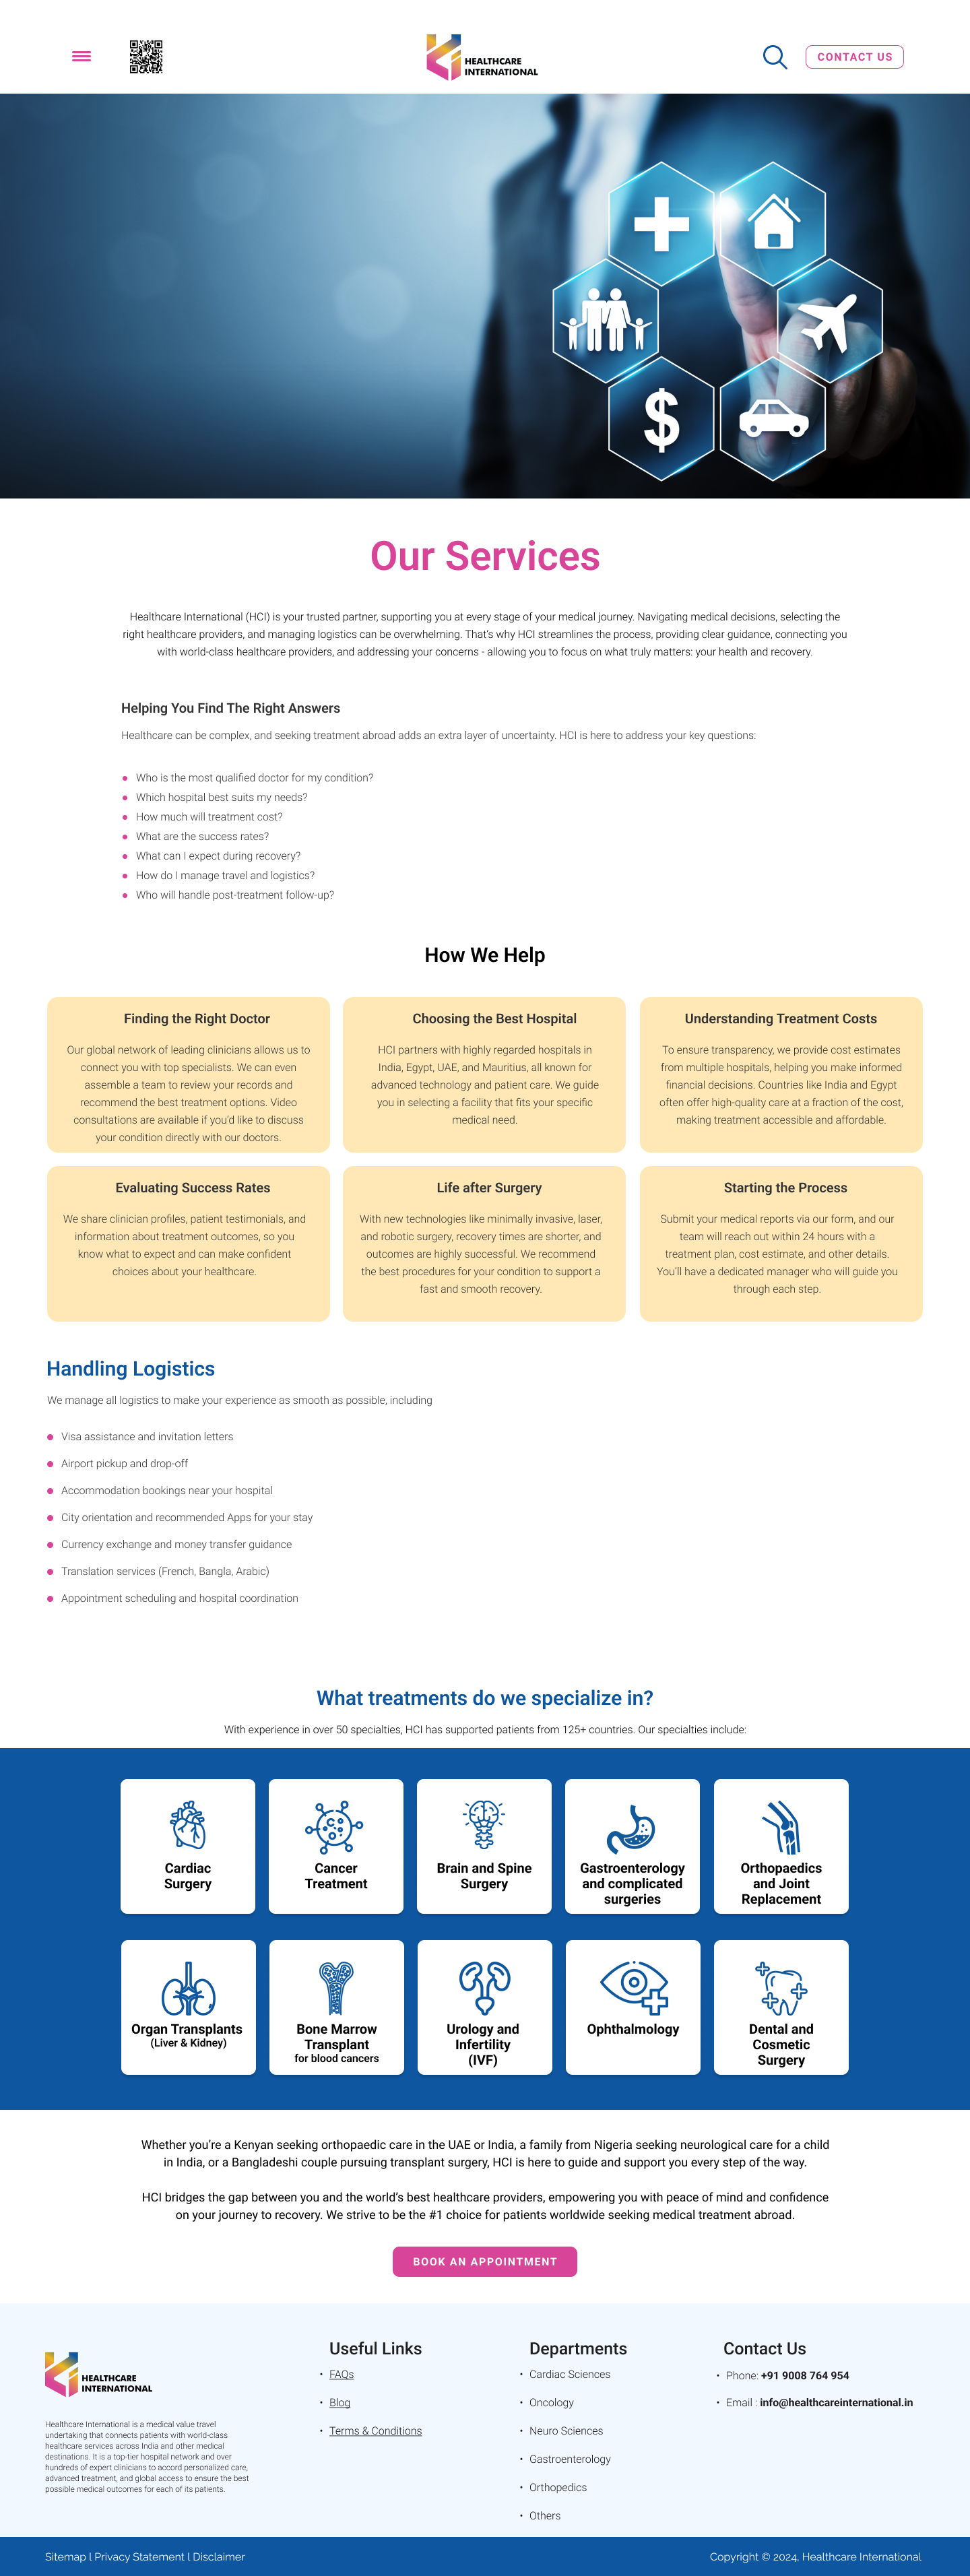 HEALTHCARE
INTERNATIONAL
CONTACT US
Our Services
Healthcare International (HCI) is your trusted partner, supporting you at every stage of your medical journey. Navigating medical decisions, selecting the
right healthcare providers, and managing logistics can be overwhelming. That's why HCI streamlines the process, providing clear guidance, connecting you
with world-class healthcare providers, and addressing your concerns - allowing you to focus on what truly matters: your health and recovery.
Helping You Find The Right Answers
Healthcare can be complex, and seeking treatment abroad adds an extra layer of uncertainty. HCI is here to address your key questions:
• Who is the most qualified doctor for my condition?
• Which hospital best suits my needs?
• How much will treatment cost?
• What are the success rates?
• What can I expect during recovery?
• How do I manage travel and logistics?
• Who will handle post-treatment follow-up?
How We Help
Finding the Right Doctor
Our global network of leading clinicians allows us to
connect you with top specialists. We can even
assemble a team to review your records and
recommend the best treatment options. Video
consultations are available if you'd like to discuss
your condition directly with our doctors.
Choosing the Best Hospital
HCI partners with highly regarded hospitals in
India, Egypt, UAE, and Mauritius, all known for
advanced technology and patient care. We guide
you in selecting a facility that fits your specific
medical need.
Understanding Treatment Costs
To ensure transparency, we provide cost estimates
from multiple hospitals, helping you make informed
financial decisions. Countries like India and Egypt
often offer high-quality care at a fraction of the cost,
making treatment accessible and affordable.
Evaluating Success Rates
We share clinician profiles, patient testimonials, and
information about treatment outcomes, so you
know what to expect and can make confident
choices about your healthcare.
Life after Surgery
With new technologies like minimally invasive, laser,
and robotic surgery, recovery times are shorter, and
outcomes are highly successful. We recommend
the best procedures for your condition to support a
fast and smooth recovery.
Starting the Process
Submit your medical reports via our form, and our
team will reach out within 24 hours with a
treatment plan, cost estimate, and other details.
You'll have a dedicated manager who will guide you
through each step.
Handling Logistics
We manage all logistics to make your experience as smooth as possible, including
• Visa assistance and invitation letters
• Airport pickup and drop-off
• Accommodation bookings near your hospital
• City orientation and recommended Apps for your stay
• Currency exchange and money transfer guidance
• Translation services (French, Bangla, Arabic)
• Appointment scheduling and hospital coordination
What treatments do we specialize in?
With experience in over 50 specialties, HCI has supported patients from 125+ countries. Our specialties include:
Cardiac
Surgery
Cancer
Treatment
Brain and Spine
Surgery
Gastroenterology
and complicated
surgeries
Orthopaedics
and Joint
Replacement
Organ Transplants
(Liver & Kidney)
Bone Marrow
Transplant
for blood cancers
Urology and
Infertility
(IVF)
Ophthalmology
Dental and
Cosmetic
Surgery
Whether you're a Kenyan seeking orthopaedic care in the UAE or India, a family from Nigeria seeking neurological care for a child
in India, or a Bangladeshi couple pursuing transplant surgery, HCI is here to guide and support you every step of the way.
HCI bridges the gap between you and the world's best healthcare providers, empowering you with peace of mind and confidence
on your journey to recovery. We strive to be the #1 choice for patients worldwide seeking medical treatment abroad.
BOOK AN APPOINTMENT
HEALTHCARE
INTERNATIONAL
Healthcare International is a medical value travel
undertaking that connects patients with world-class
healthcare services across India and other medical
destinations. It is a top-tier hospital network and over
hundreds of expert clinicians to accord personalized care,
advanced treatment, and global access to ensure the best
possible medical outcomes for each of its patients.
Useful Links
• FAQs
• Blog
• Terms & Conditions
Departments
• Cardiac Sciences
• Oncology
• Neuro Sciences
• Gastroenterology
• Orthopedics
• Others
Contact Us
• Phone: +91 9008 764 954
• Email : info@healthcareinternational.in
Sitemap l Privacy Statement l Disclaimer
Copyright © 2024, Healthcare International